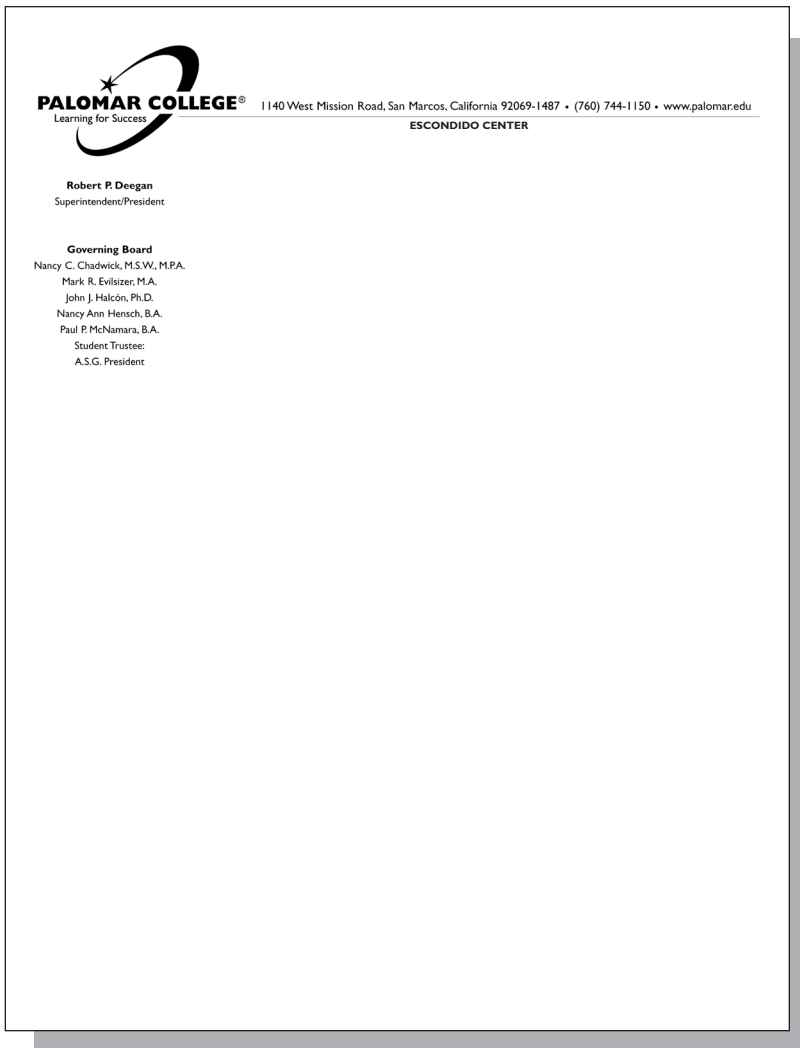 PALOMAR COLLEGE®
Learning for Success
1140 West Mission Road, San Marcos, California 92069-1487 • (760) 744-1150 • www.palomar.edu
ESCONDIDO CENTER
Robert P. Deegan
Superintendent/President
Governing Board
Nancy C. Chadwick, M.S.W., M.P.A.
Mark R. Evilsizer, M.A.
John J. Halcón, Ph.D.
Nancy Ann Hensch, B.A.
Paul P. McNamara, B.A.
Student Trustee:
A.S.G. President